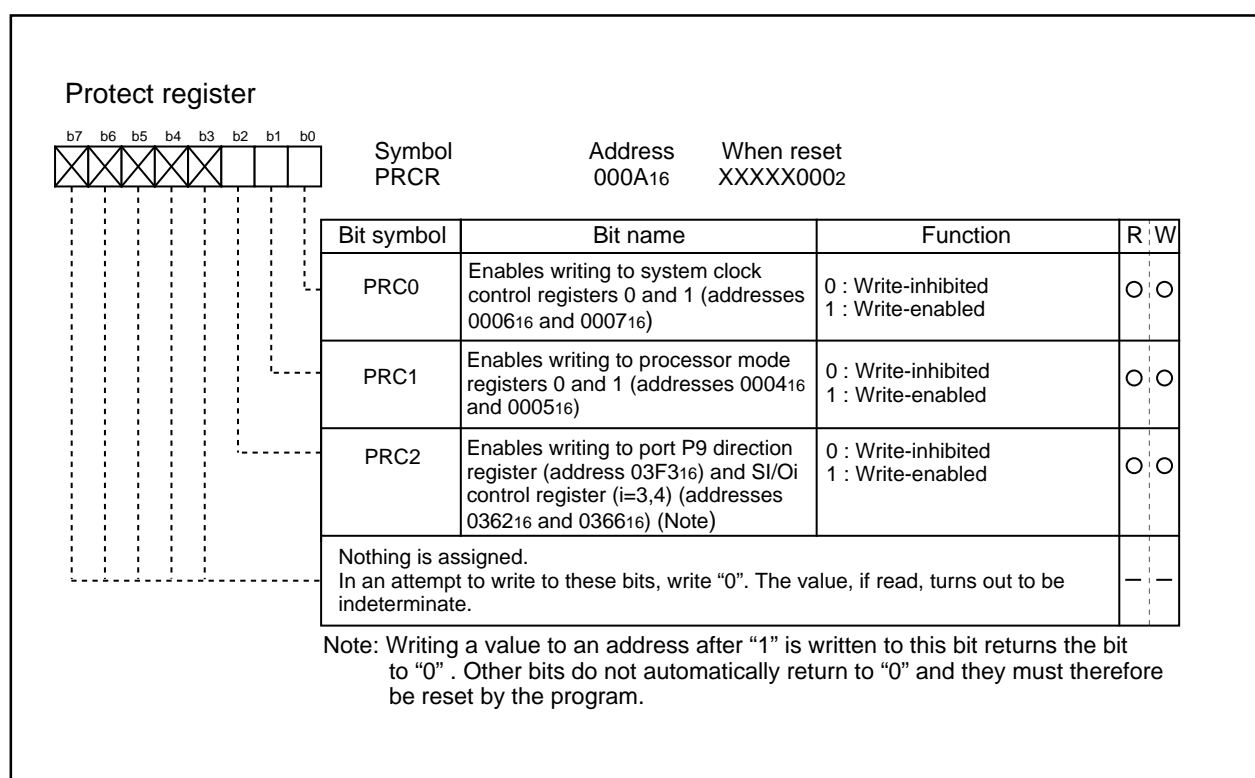 Protect register
b7 b6 b5 b4 b3 b2 b1 b0
Symbol Address When reset
PRCR 000A16 XXXXX0002
Bit symbol Bit name Function R W
PRC0
Enables writing to system clock
control registers 0 and 1 (addresses
000616 and 000716)
0 : Write-inhibited
1 : Write-enabled
PRC1
Enables writing to processor mode
registers 0 and 1 (addresses 000416
and 000516)
0 : Write-inhibited
1 : Write-enabled
PRC2
Enables writing to port P9 direction
register (address 03F316) and SI/Oi
control register (i=3,4) (addresses
036216 and 036616) (Note)
0 : Write-inhibited
1 : Write-enabled
Nothing is assigned.
In an attempt to write to these bits, write “0”. The value, if read, turns out to be
indeterminate.
Note: Writing a value to an address after “1” is written to this bit returns the bit
to “0” . Other bits do not automatically return to “0” and they must therefore
be reset by the program.